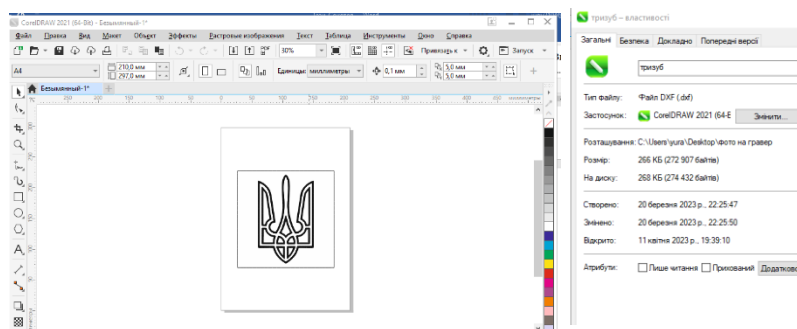 CorelDRAW 2021 (64-Bit) - Безымянный-1*
Файл Правка Вид Макет Объект Эффекты Растровые изображения Текст Таблица Инструменты Окно Справка
30% Привязать к Запуск
A4 210,0 мм 297,0 мм Единицы: миллиметры 0,1 мм 5,0 мм 5,0 мм
Безымянный-1*
тризуб – властивості
Загальні Безпека Докладно Попередні версії
тризуб
Тип файлу: Файл DXF (.dxf)
Застосунок: CorelDRAW 2021 (64-E Змінити...
Розташування: C:\Users\yura\Desktop\Фото на гравер
Розмір: 266 КБ (272 907 байтів)
На диску: 268 КБ (274 432 байтів)
Створено: 20 березня 2023 р., 22:25:47
Змінено: 20 березня 2023 р., 22:25:50
Відкрито: 11 квітня 2023 р., 19:39:10
Атрибути: Лише читання Прихований Додатково